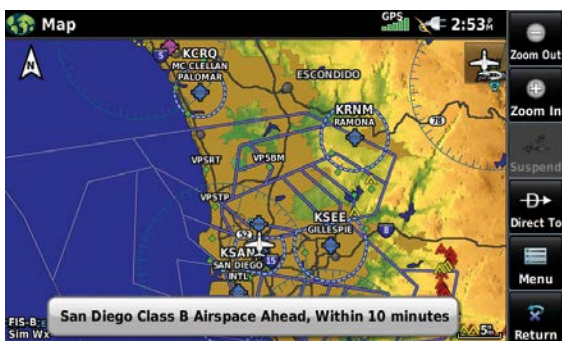 Map
GPS
2:53 PM
Zoom Out
Zoom In
Suspend
Direct To
Menu
Return
N
5
KCRQ
MC CLELLAN
PALOMAR
ESCONDIDO
KRNM
RAMONA
78
VPSRT
VPSBM
VPSTP
52
KSEE
GILLESPIE
8
KSAN
15
SAN DIEGO
INTL
San Diego Class B Airspace Ahead, Within 10 minutes
FIS-B:
Sim Wx
5